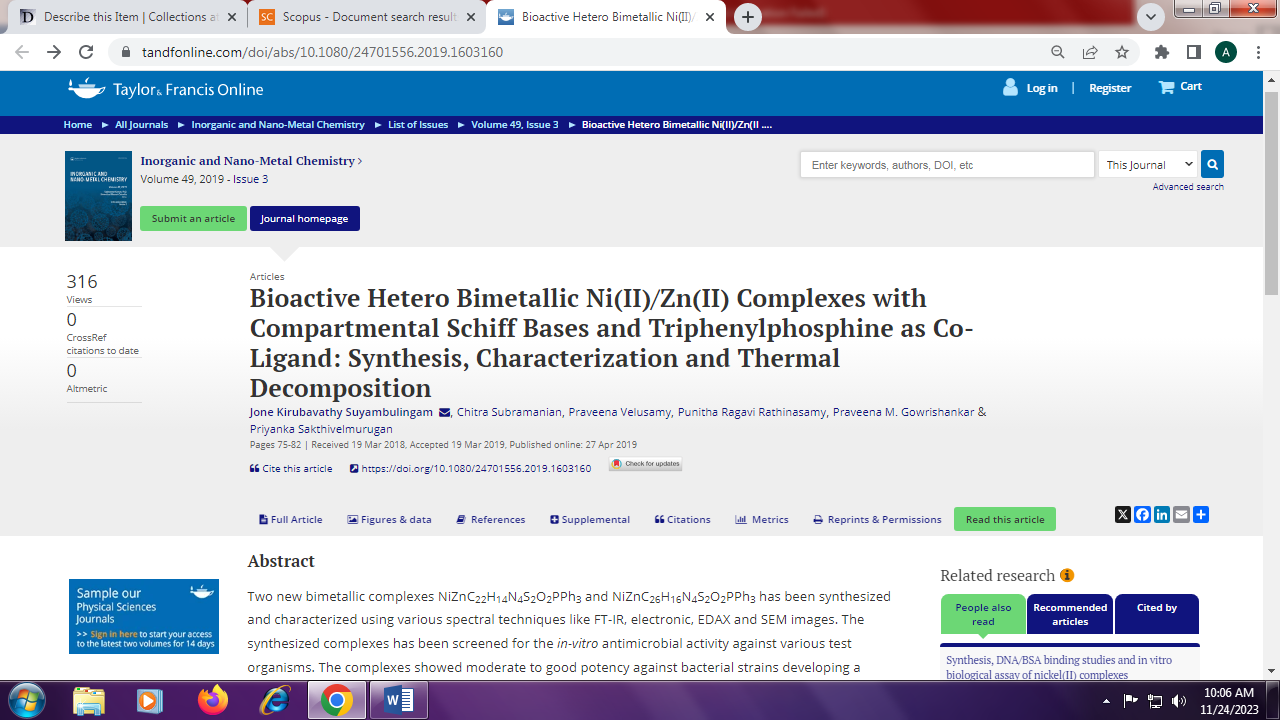 Describe this Item | Collections at
Scopus - Document search result
Bioactive Hetero Bimetallic Ni(II)/
tandfonline.com/doi/abs/10.1080/24701556.2019.1603160
A
Taylor & Francis Online
Log in | Register Cart
Home ► All Journals ► Inorganic and Nano-Metal Chemistry ► List of Issues ► Volume 49, Issue 3 ► Bioactive Hetero Bimetallic Ni(II)/Zn(II ....
INORGANIC AND
NANO-METAL CHEMISTRY
Inorganic and Nano-Metal Chemistry ›
Volume 49, 2019 - Issue 3
Enter keywords, authors, DOI, etc
This Journal
Advanced search
Submit an article
Journal homepage
316
Views
0
CrossRef
citations to date
0
Altmetric
Articles
Bioactive Hetero Bimetallic Ni(II)/Zn(II) Complexes with
Compartmental Schiff Bases and Triphenylphosphine as Co-
Ligand: Synthesis, Characterization and Thermal
Decomposition
Jone Kirubavathy Suyambulingam, Chitra Subramanian, Praveena Velusamy, Punitha Ragavi Rathinasamy, Praveena M. Gowrishankar &
Priyanka Sakthivelmurugan
Pages 75-82 | Received 19 Mar 2018, Accepted 19 Mar 2019, Published online: 27 Apr 2019
Cite this article https://doi.org/10.1080/24701556.2019.1603160 Check for updates
Full Article Figures & data References Supplemental Citations Metrics Reprints & Permissions Read this article
Sample our
Physical Sciences
Journals
>> Sign in here to start your access
to the latest two volumes for 14 days
Abstract
Two new bimetallic complexes NiZnC₂₂H₁₄N₄S₂O₂PPh₃ and NiZnC₂₆H₁₆N₄S₂O₂PPh₃ has been synthesized
and characterized using various spectral techniques like FT-IR, electronic, EDAX and SEM images. The
synthesized complexes has been screened for the in-vitro antimicrobial activity against various test
organisms. The complexes showed moderate to good potency against bacterial strains developing a
Related research
People also
read
Recommended
articles
Cited by
Synthesis, DNA/BSA binding studies and in vitro
biological assay of nickel(II) complexes
10:06 AM
11/24/2023